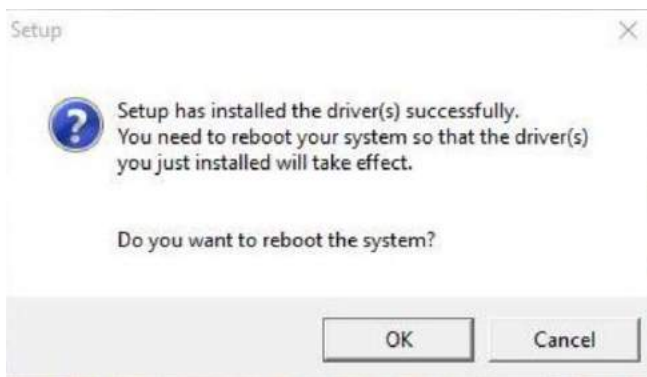 Setup
Setup has installed the driver(s) successfully.
You need to reboot your system so that the driver(s)
you just installed will take effect.
Do you want to reboot the system?
OK
Cancel